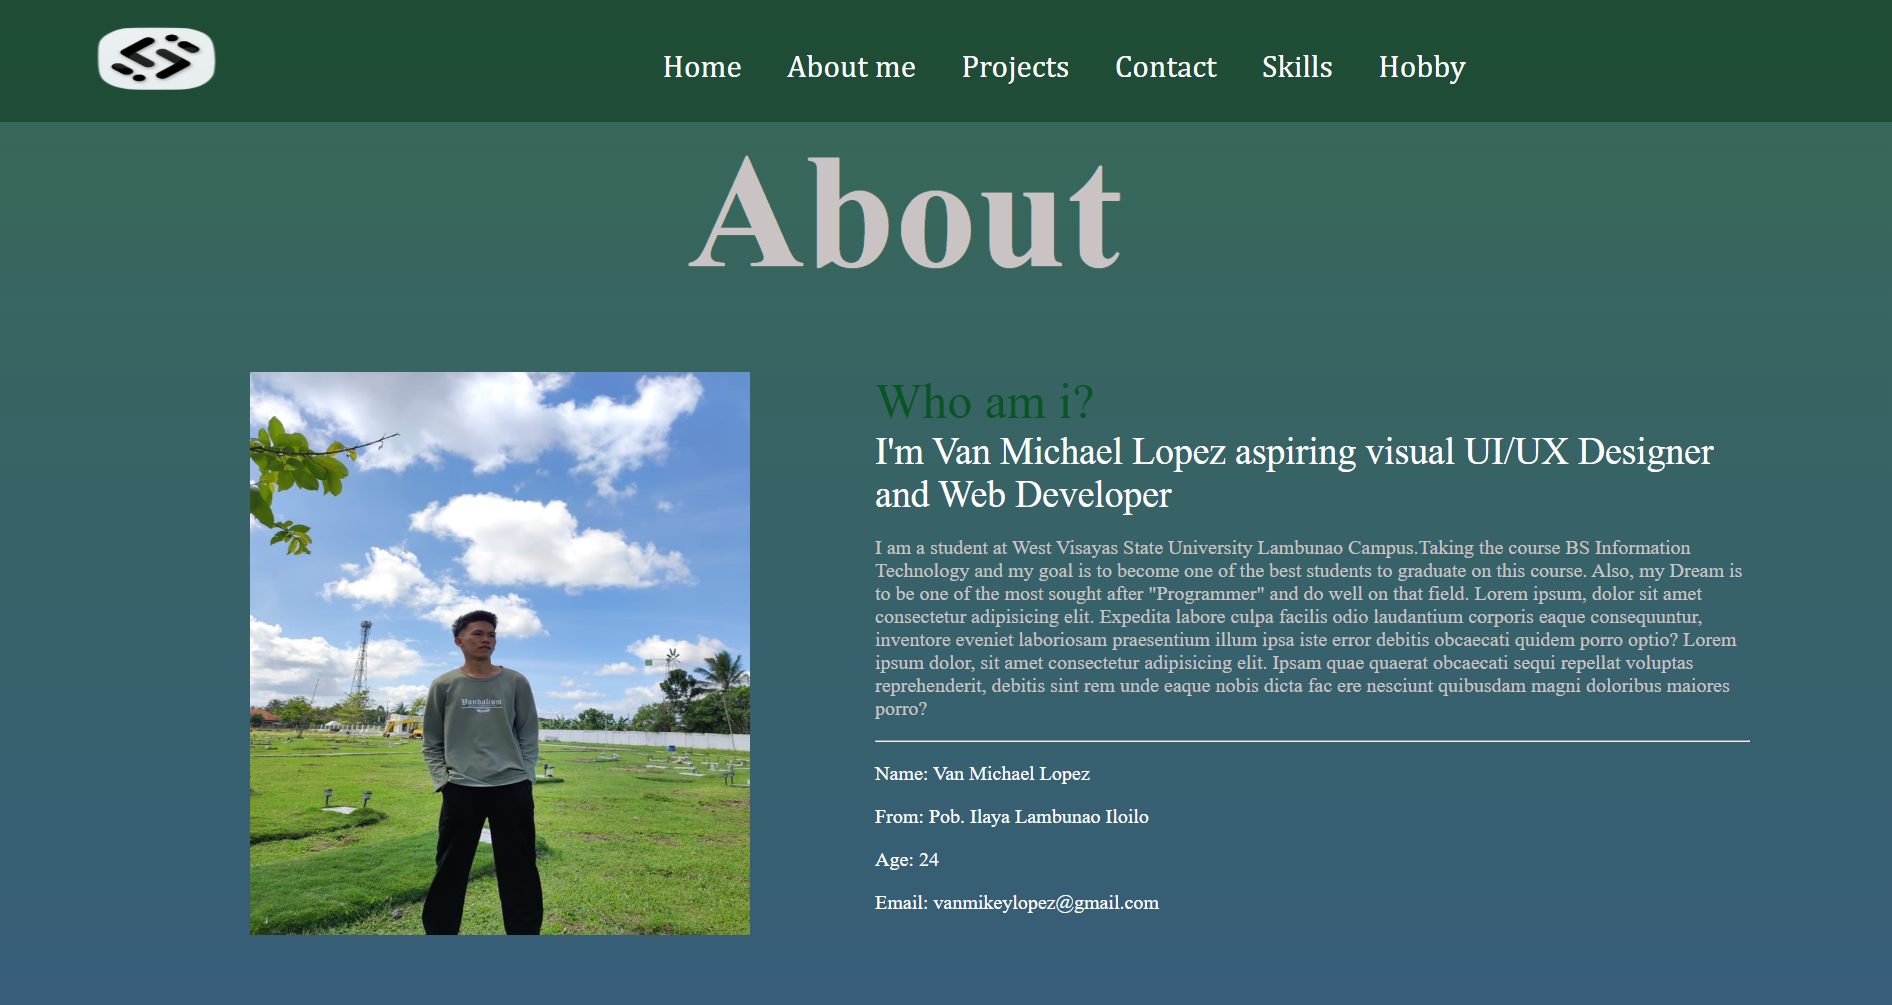 Home About me Projects Contact Skills Hobby
About
Who am i?
I'm Van Michael Lopez aspiring visual UI/UX Designer
and Web Developer
I am a student at West Visayas State University Lambunao Campus.Taking the course BS Information
Technology and my goal is to become one of the best students to graduate on this course. Also, my Dream is
to be one of the most sought after "Programmer" and do well on that field. Lorem ipsum, dolor sit amet
consectetur adipisicing elit. Expedita labore culpa facilis odio laudantium corporis eaque consequuntur,
inventore eveniet laboriosam praesentium illum ipsa iste error debitis obcaecati quidem porro optio? Lorem
ipsum dolor, sit amet consectetur adipisicing elit. Ipsam quae quaerat obcaecati sequi repellat voluptas
reprehenderit, debitis sint rem unde eaque nobis dicta fac ere nesciunt quibusdam magni doloribus maiores
porro?
Name: Van Michael Lopez
From: Pob. Ilaya Lambunao Iloilo
Age: 24
Email: vanmikeylopez@gmail.com
Vandalism